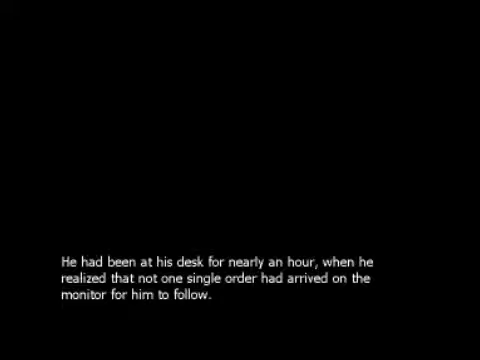 He had been at his desk for nearly an hour, when he
realized that not one single order had arrived on the
monitor for him to follow.